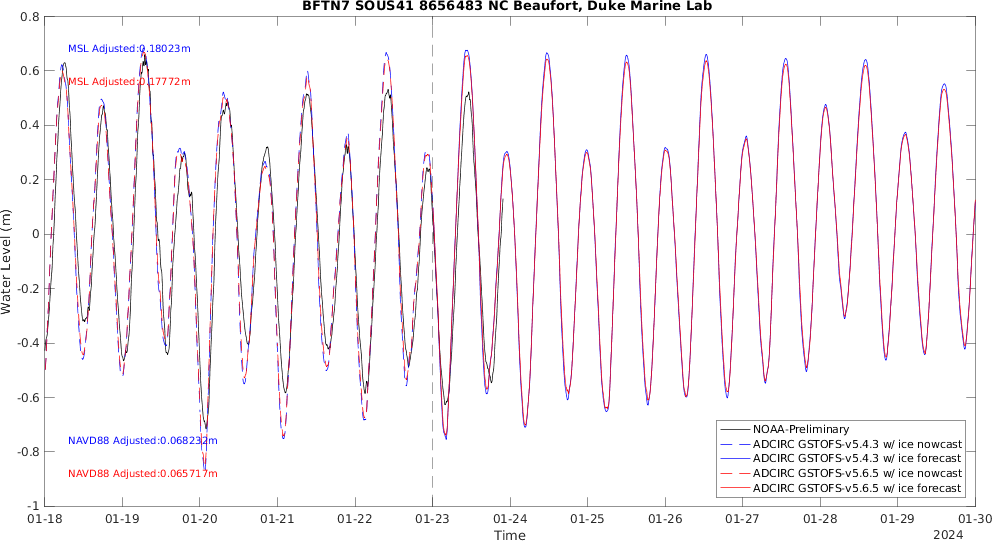 BFTN7 SOUS41 8656483 NC Beaufort, Duke Marine Lab
0.8
0.6
0.4
0.2
0
-0.2
-0.4
-0.6
-0.8
-1
Water Level (m)
MSL Adjusted:0.18023m
MSL Adjusted:0.17772m
NAVD88 Adjusted:0.068232m
NAVD88 Adjusted:0.065717m
NOAA-Preliminary
ADCIRC GSTOFS-v5.4.3 w/ ice nowcast
ADCIRC GSTOFS-v5.4.3 w/ ice forecast
ADCIRC GSTOFS-v5.6.5 w/ ice nowcast
ADCIRC GSTOFS-v5.6.5 w/ ice forecast
01-18 01-19 01-20 01-21 01-22 01-23 01-24 01-25 01-26 01-27 01-28 01-29 01-30
Time
2024